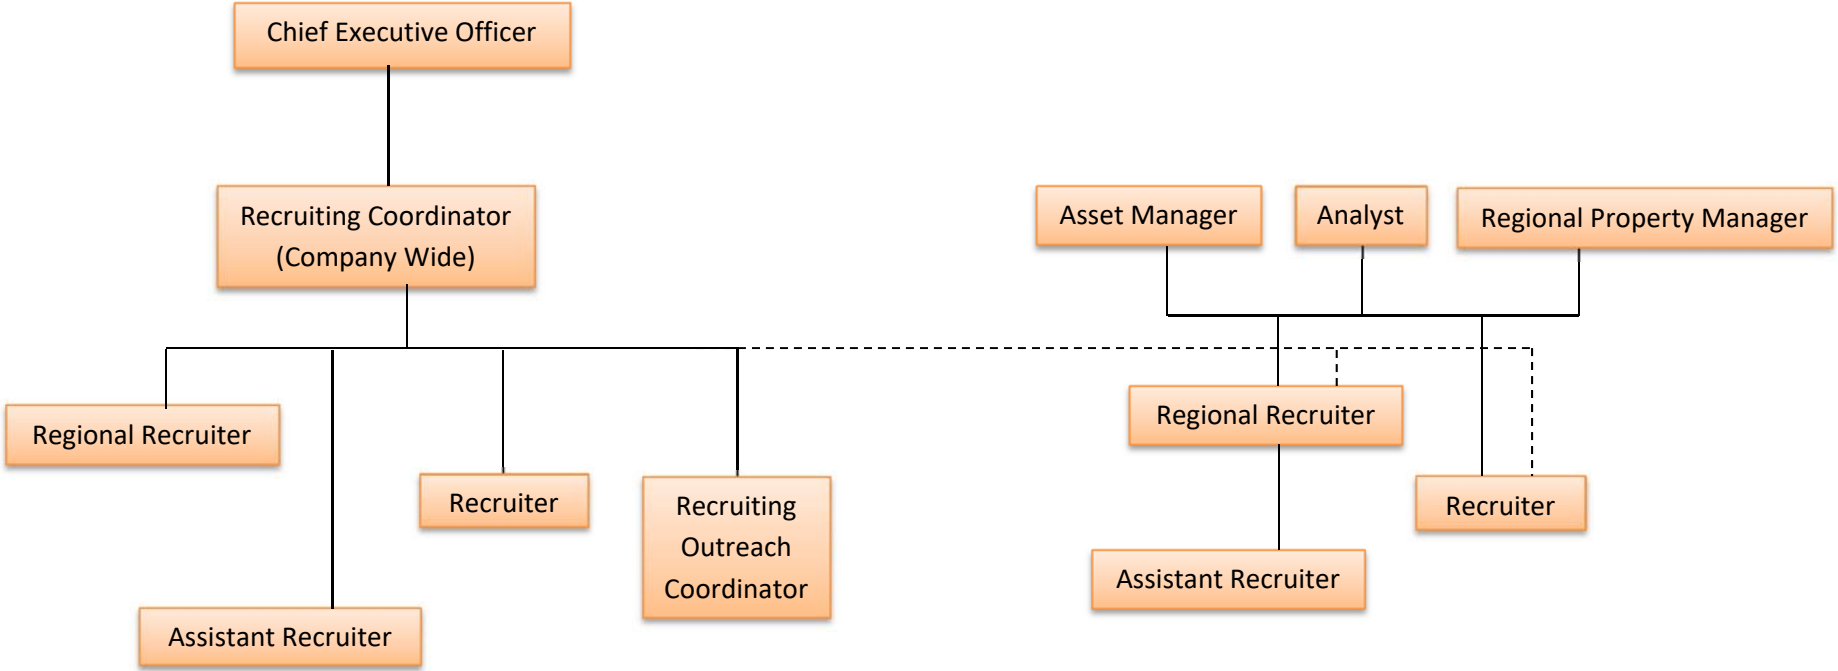 Chief Executive Officer
Recruiting Coordinator
(Company Wide)
Asset Manager
Analyst
Regional Property Manager
Regional Recruiter
Assistant Recruiter
Recruiter
Recruiting
Outreach
Coordinator
Regional Recruiter
Assistant Recruiter
Recruiter